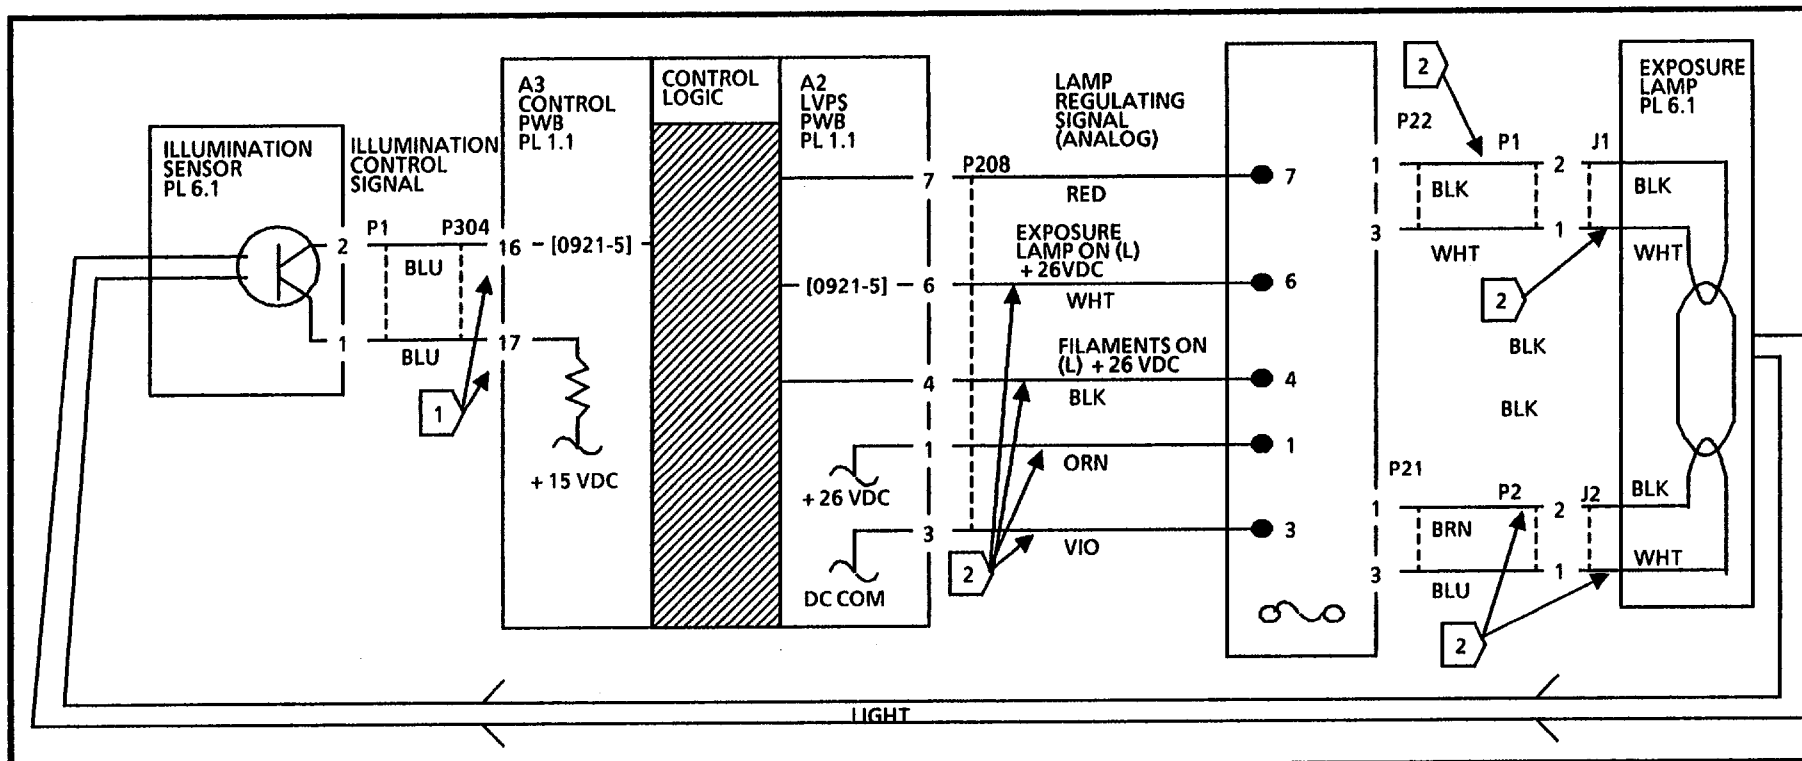 ILLUMINATION
SENSOR
PL 6.1
2
1
ILLUMINATION
CONTROL
SIGNAL
P1
P304
BLU
BLU
1
A3
CONTROL
PWB
PL 1.1
16
[0921-5]
17
+ 15 VDC
CONTROL
LOGIC
A2
LVPS
PWB
PL 1.1
7
[0921-5]
6
4
1
+ 26 VDC
3
DC COM
LAMP
REGULATING
SIGNAL
(ANALOG)
P208
RED
EXPOSURE
LAMP ON (L)
+ 26VDC
WHT
FILAMENTS ON
(L) + 26 VDC
BLK
ORN
VIO
2
7
6
4
1
3
2
P22
1
P1
2
J1
BLK
3
WHT
1
2
BLK
BLK
P21
1
P2
2
J2
BRN
3
BLU
1
2
EXPOSURE
LAMP
PL 6.1
BLK
WHT
BLK
WHT
LIGHT